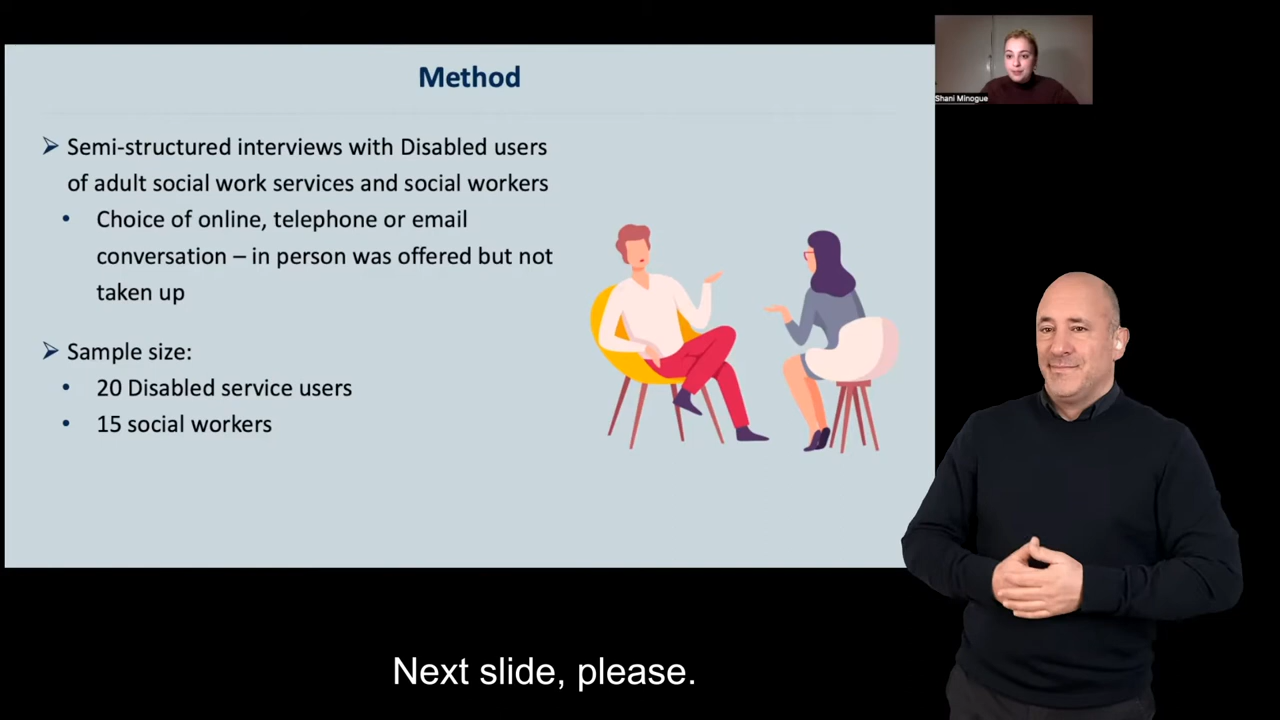 Method
Shani Minogue
➢ Semi-structured interviews with Disabled users
of adult social work services and social workers
• Choice of online, telephone or email
conversation – in person was offered but not
taken up
➢ Sample size:
• 20 Disabled service users
• 15 social workers
Next slide, please.